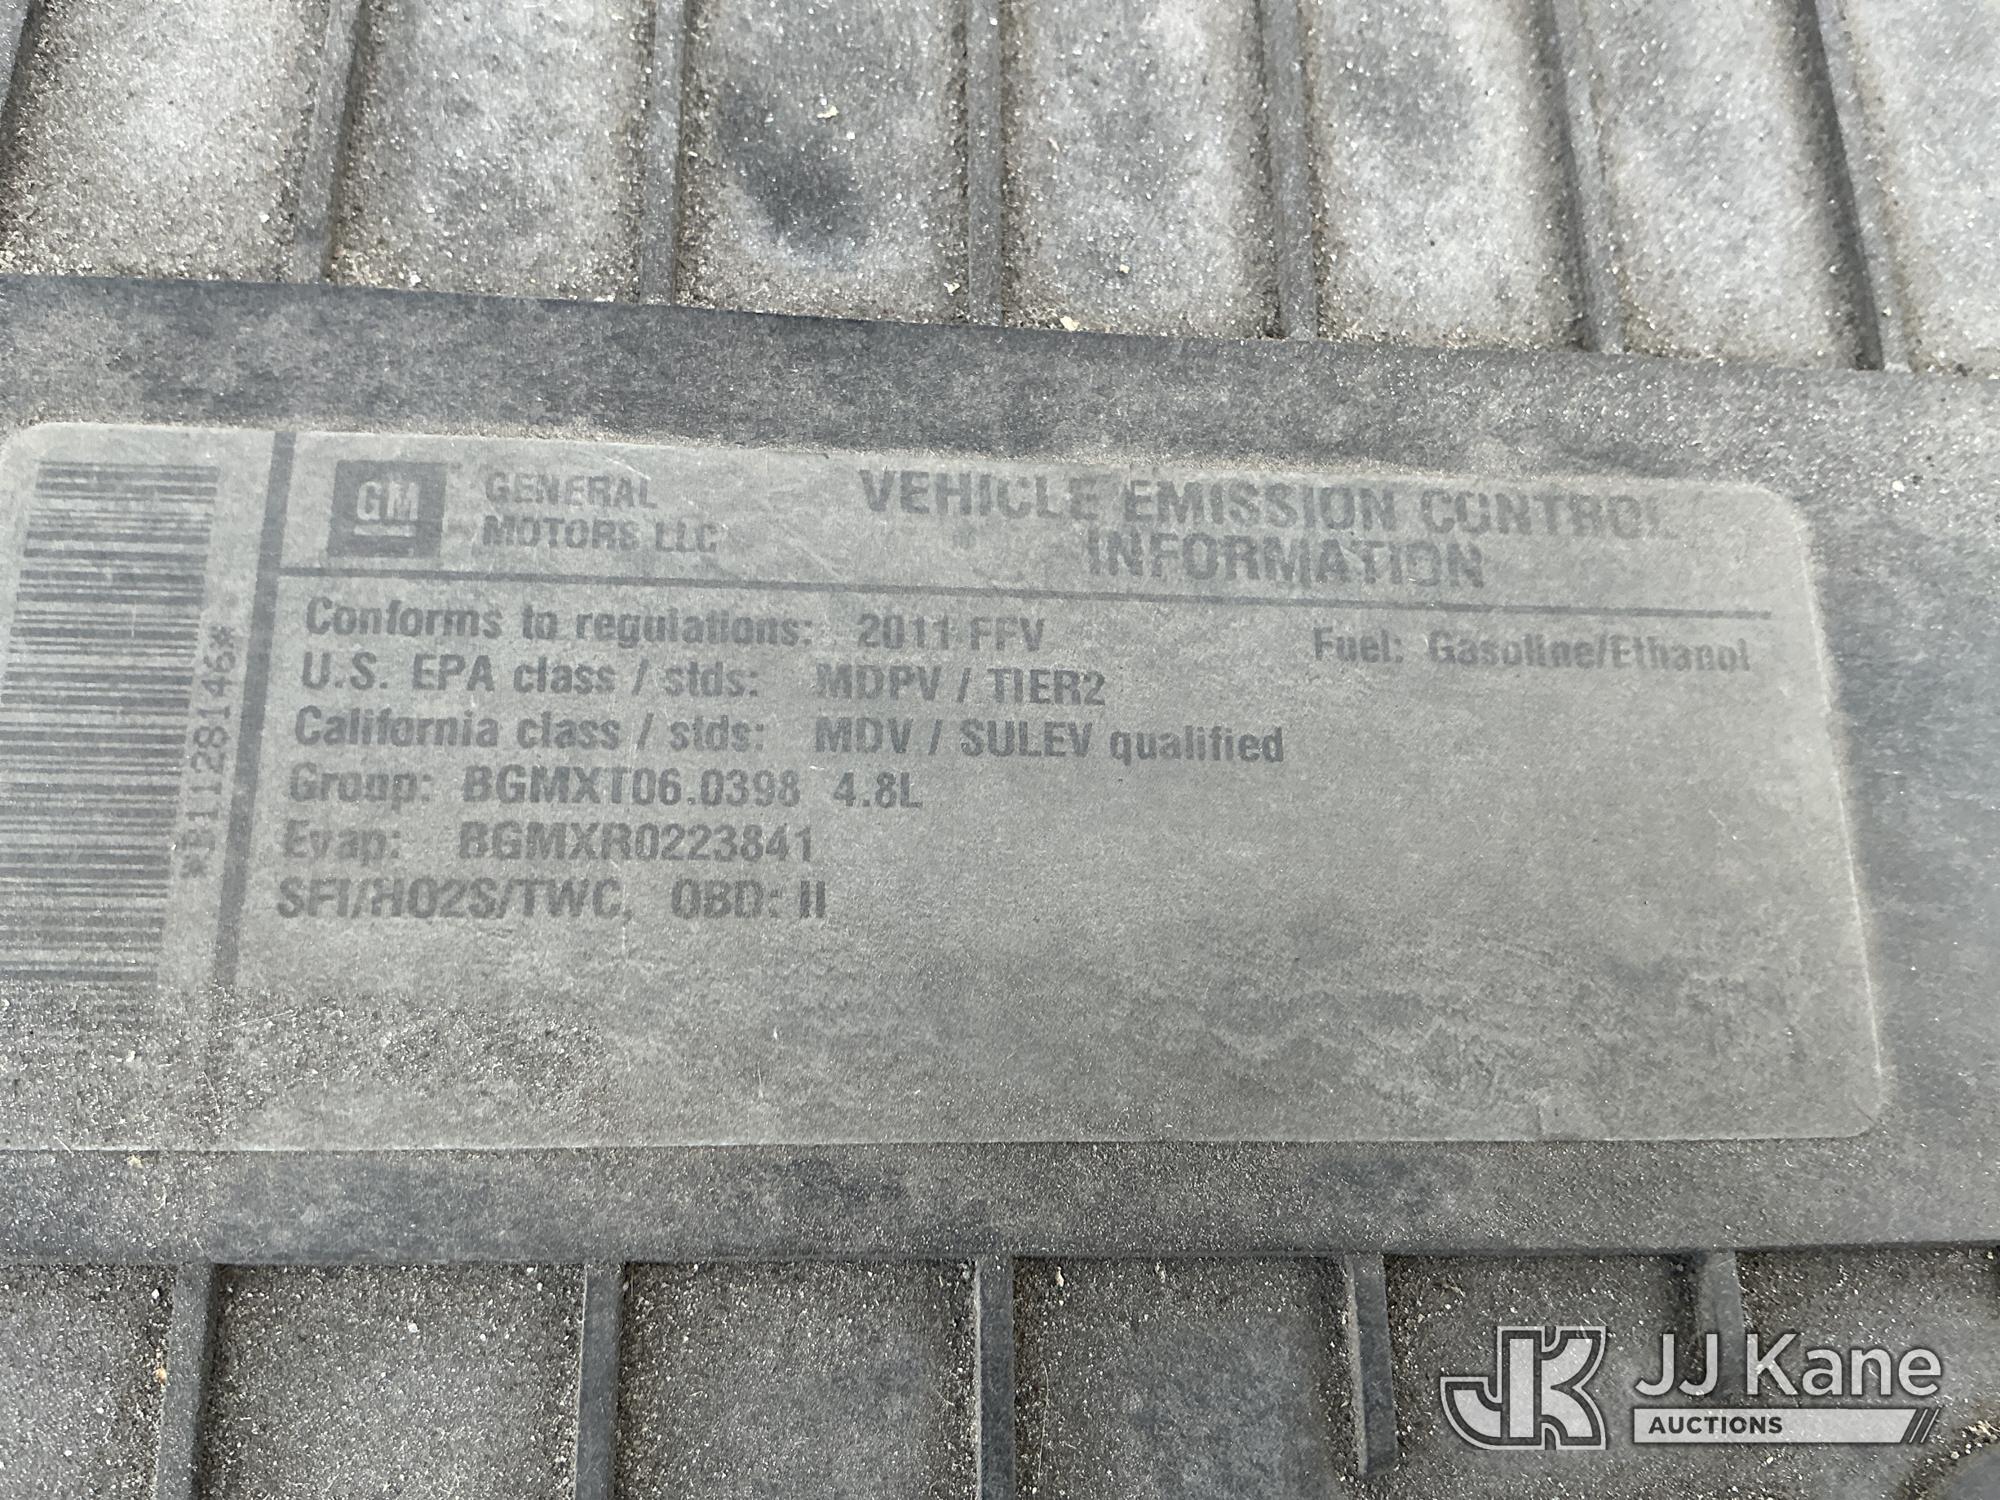 *B1128146*
GM
GENERAL
MOTORS LLC
VEHICLE EMISSION CONTROL
INFORMATION
Conforms to regulations: 2011 FFV Fuel: Gasoline/Ethanol
U.S. EPA class / stds: MDPV / TIER2
California class / stds: MDV / SULEV qualified
Group: BGMXT06.0398 4.8L
Evap: BGMXR0223841
SFI/HO2S/TWC, OBD: II
JK JJ Kane
AUCTIONS